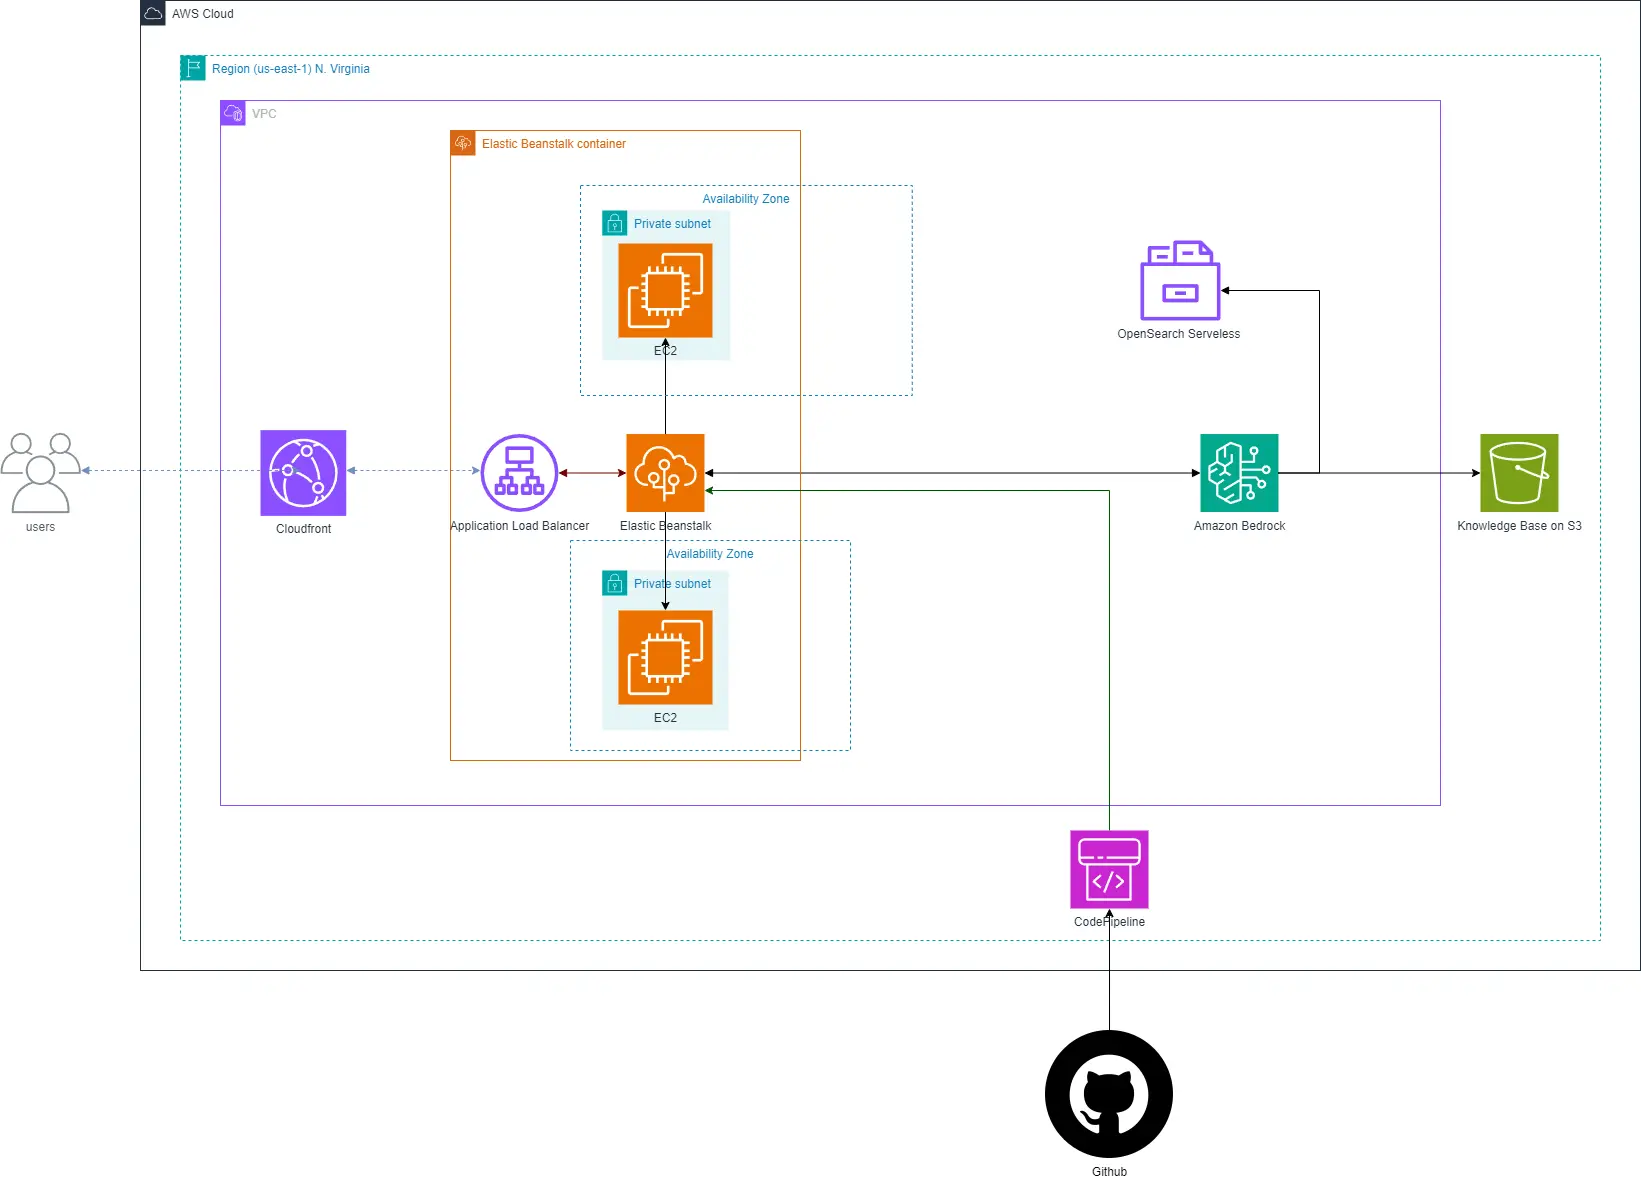 AWS Cloud
Region (us-east-1) N. Virginia
VPC
Elastic Beanstalk container
Availability Zone
Private subnet
EC2
OpenSearch Serveless
users
Cloudfront
Application Load Balancer
Elastic Beanstalk
Amazon Bedrock
Knowledge Base on S3
Availability Zone
Private subnet
EC2
CodePipeline
Github